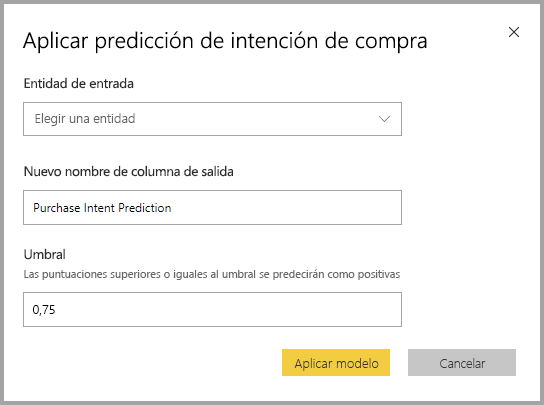 Aplicar predicción de intención de compra
Entidad de entrada
Elegir una entidad
Nuevo nombre de columna de salida
Purchase Intent Prediction
Umbral
Las puntuaciones superiores o iguales al umbral se predecirán como positivas
0,75
Aplicar modelo
Cancelar